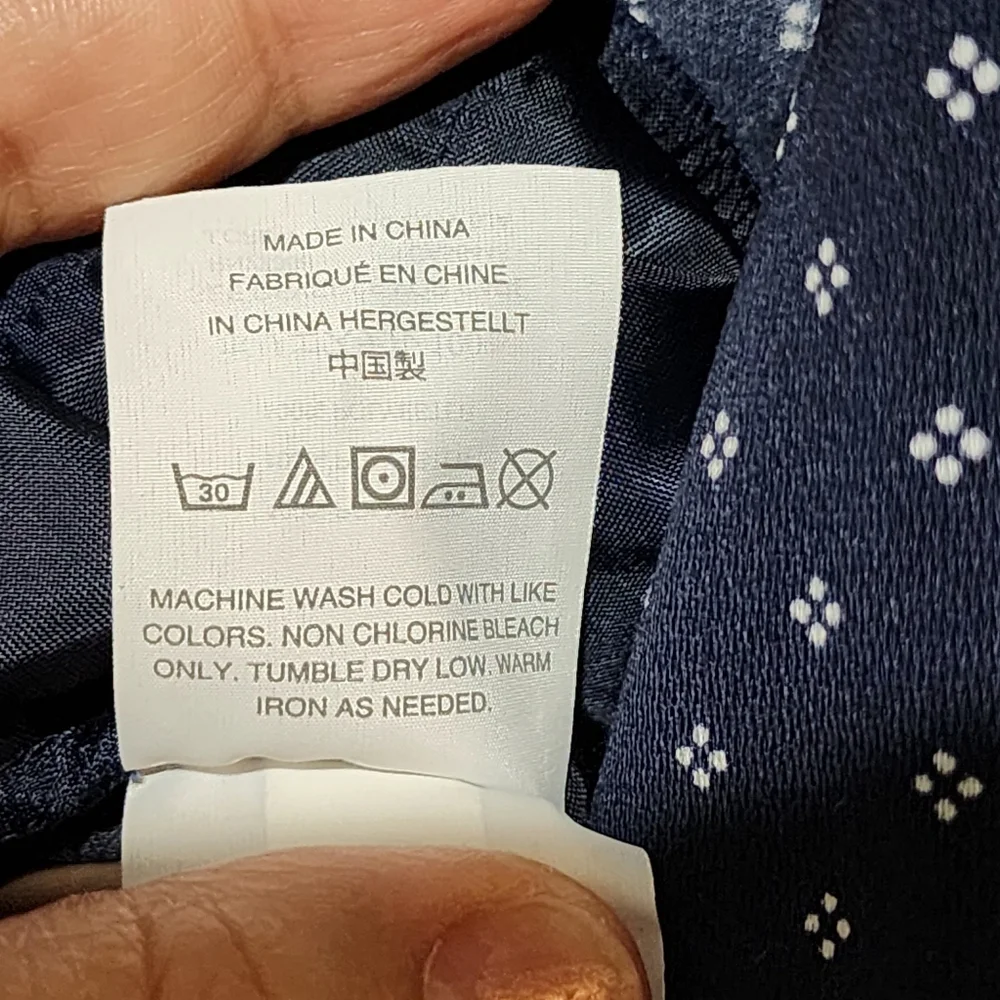 MADE IN CHINA
FABRIQUÉ EN CHINE
IN CHINA HERGESTELLT
中国製
30
MACHINE WASH COLD WITH LIKE
COLORS. NON CHLORINE BLEACH
ONLY. TUMBLE DRY LOW. WARM
IRON AS NEEDED.